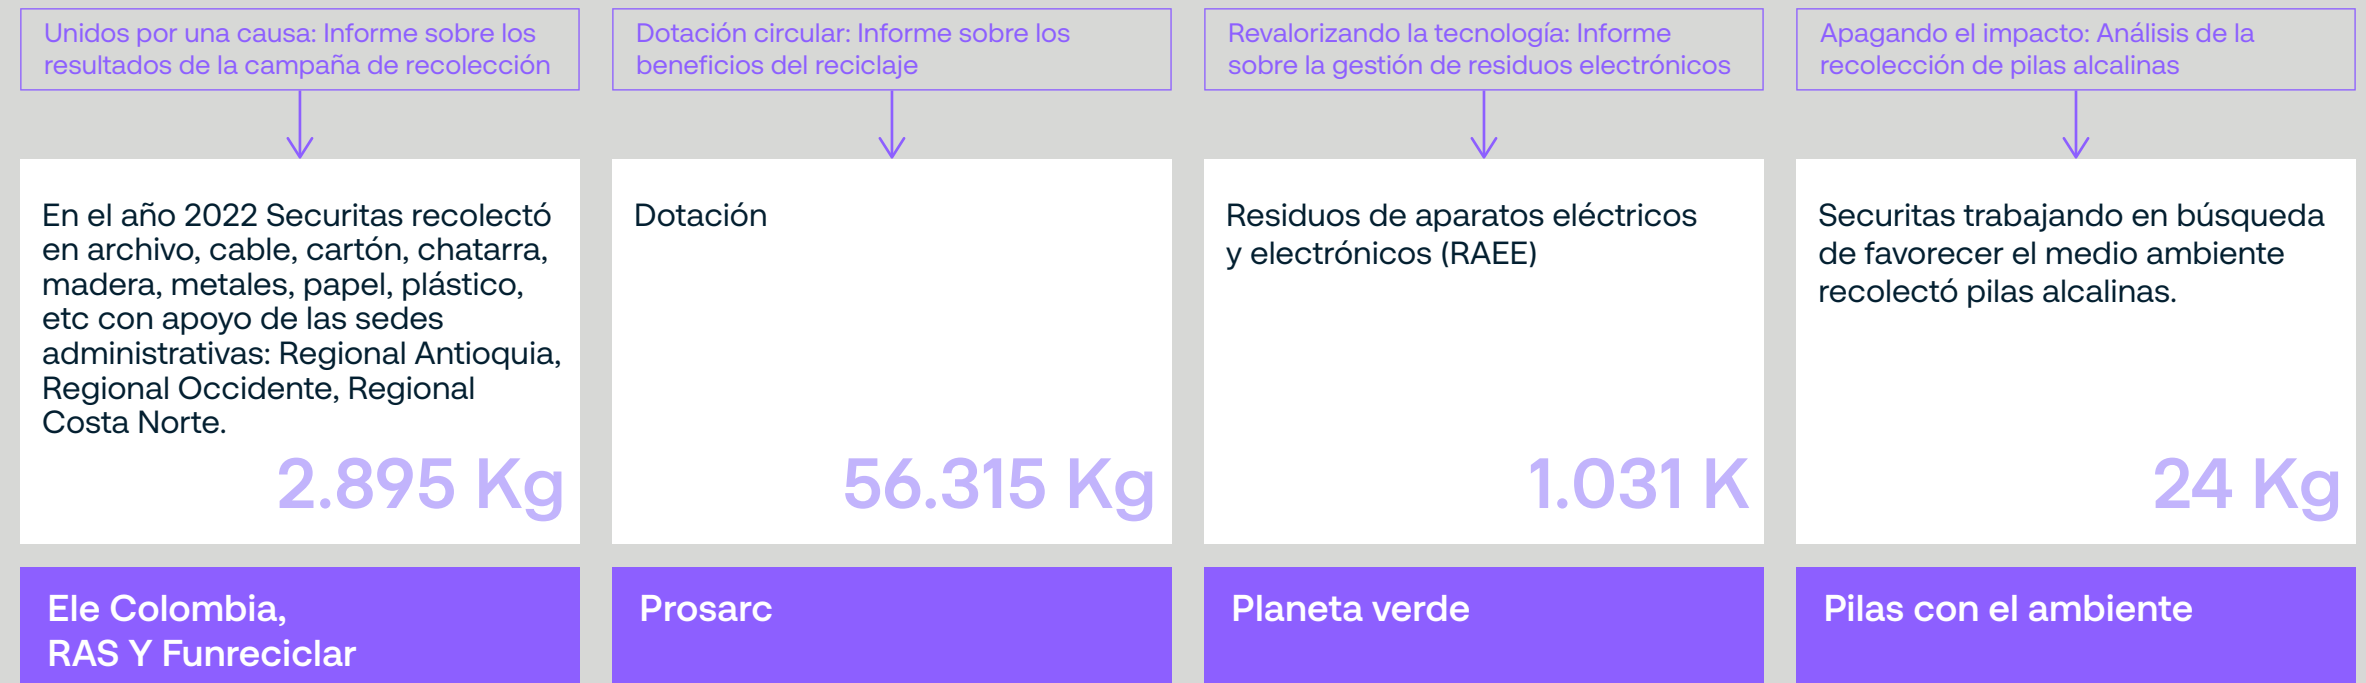 Unidos por una causa: Informe sobre los
resultados de la campaña de recolección
En el año 2022 Securitas recolectó
en archivo, cable, cartón, chatarra,
madera, metales, papel, plástico,
etc con apoyo de las sedes
administrativas: Regional Antioquia,
Regional Occidente, Regional
Costa Norte.
2.895 Kg
Ele Colombia,
RAS Y Funreciclar
Dotación circular: Informe sobre los
beneficios del reciclaje
Dotación
56.315 Kg
Prosarc
Revalorizando la tecnología: Informe
sobre la gestión de residuos electrónicos
Residuos de aparatos eléctricos
y electrónicos (RAEE)
1.031 K
Planeta verde
Apagando el impacto: Análisis de la
recolección de pilas alcalinas
Securitas trabajando en búsqueda
de favorecer el medio ambiente
recolectó pilas alcalinas.
24 Kg
Pilas con el ambiente